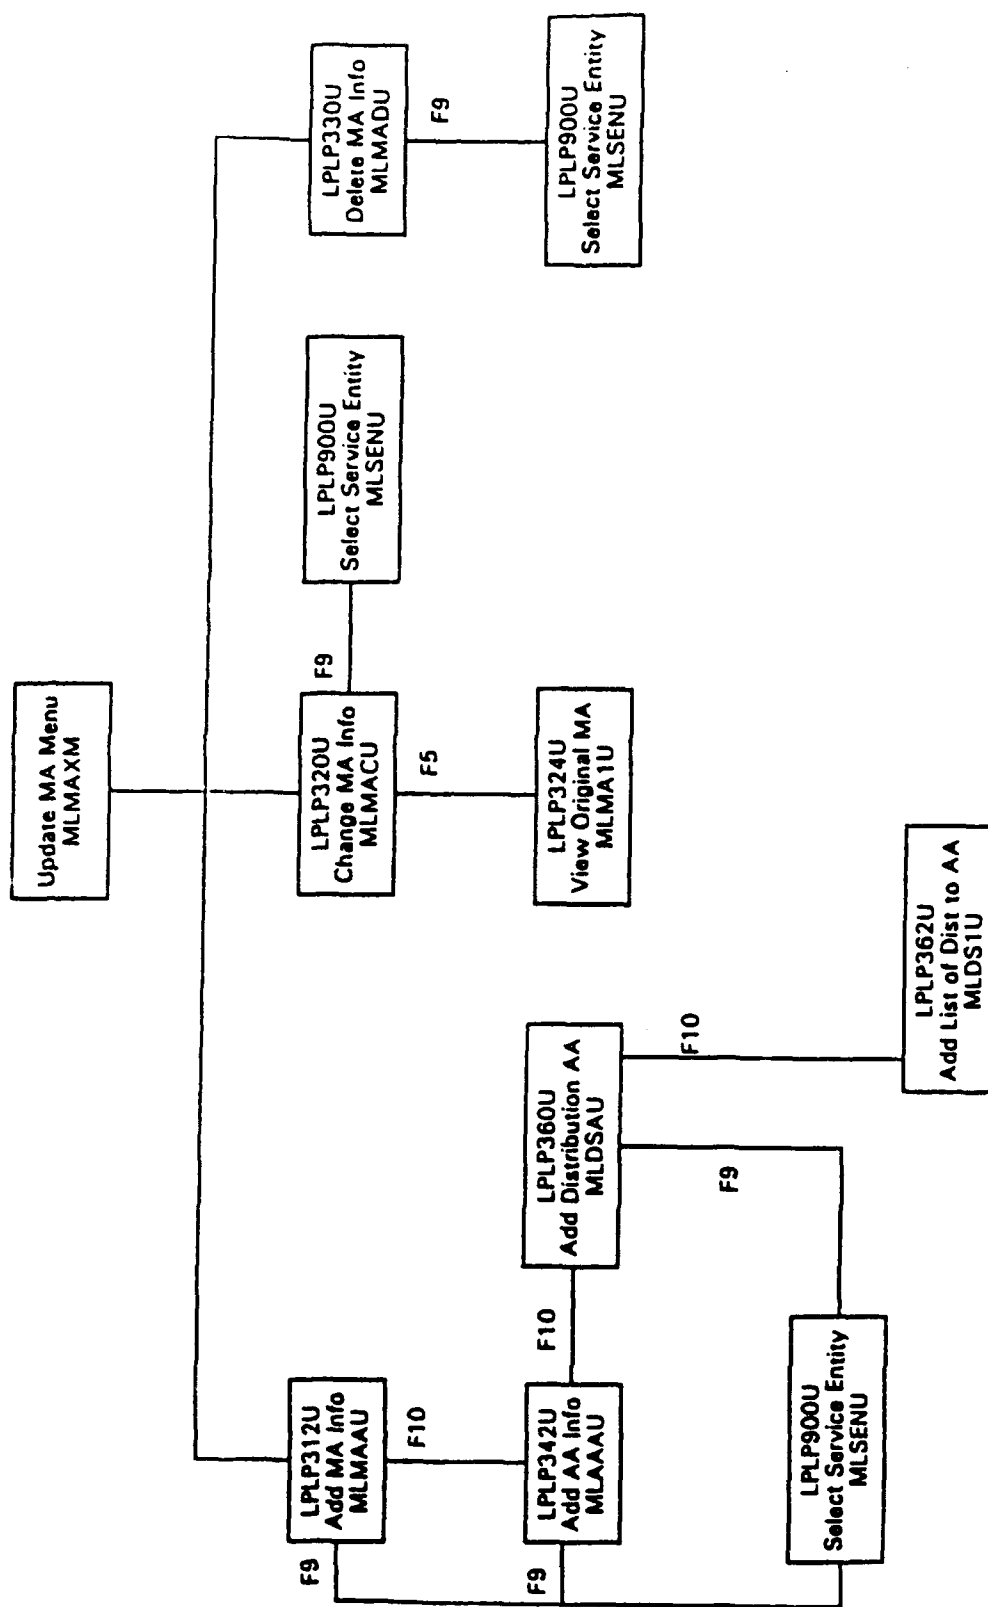 Update MA Menu
MLMAXM
LPLP312U
Add MA Info
MLMAAU
LPLP320U
Change MA Info
MLMACU
F9
LPLP900U
Select Service Entity
MLSENU
LPLP330U
Delete MA Info
MLMADU
F9
F10
F5
F9
LPLP342U
Add AA Info
MLAAAU
F9
F10
LPLP360U
Add Distribution AA
MLDSAU
LPLP324U
View Original MA
MLMA1U
LPLP900U
Select Service Entity
MLSENU
F9
F10
LPLP900U
Select Service Entity
MLSENU
LPLP362U
Add List of Dist to AA
MLDS1U